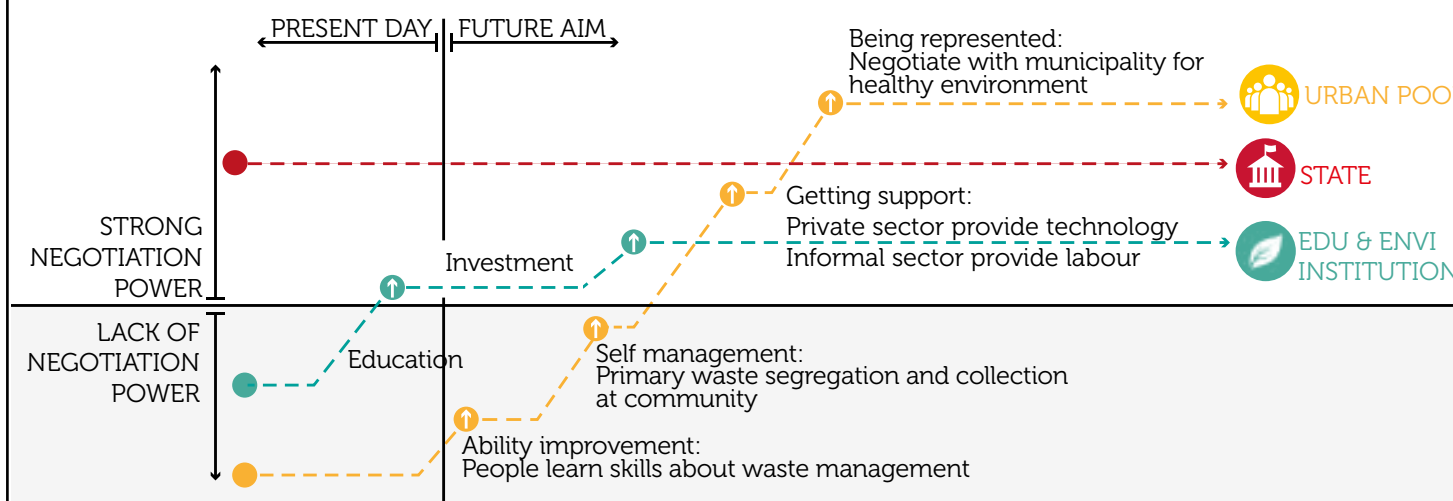 PRESENT DAY
FUTURE AIM
Being represented:
Negotiate with municipality for
healthy environment
URBAN POO
STATE
STRONG
NEGOTIATION
POWER
Getting support:
Private sector provide technology
Informal sector provide labour
Investment
EDU & ENVI
INSTITUTION
LACK OF
NEGOTIATION
POWER
Education
Self management:
Primary waste segregation and collection
at community
Ability improvement:
People learn skills about waste management